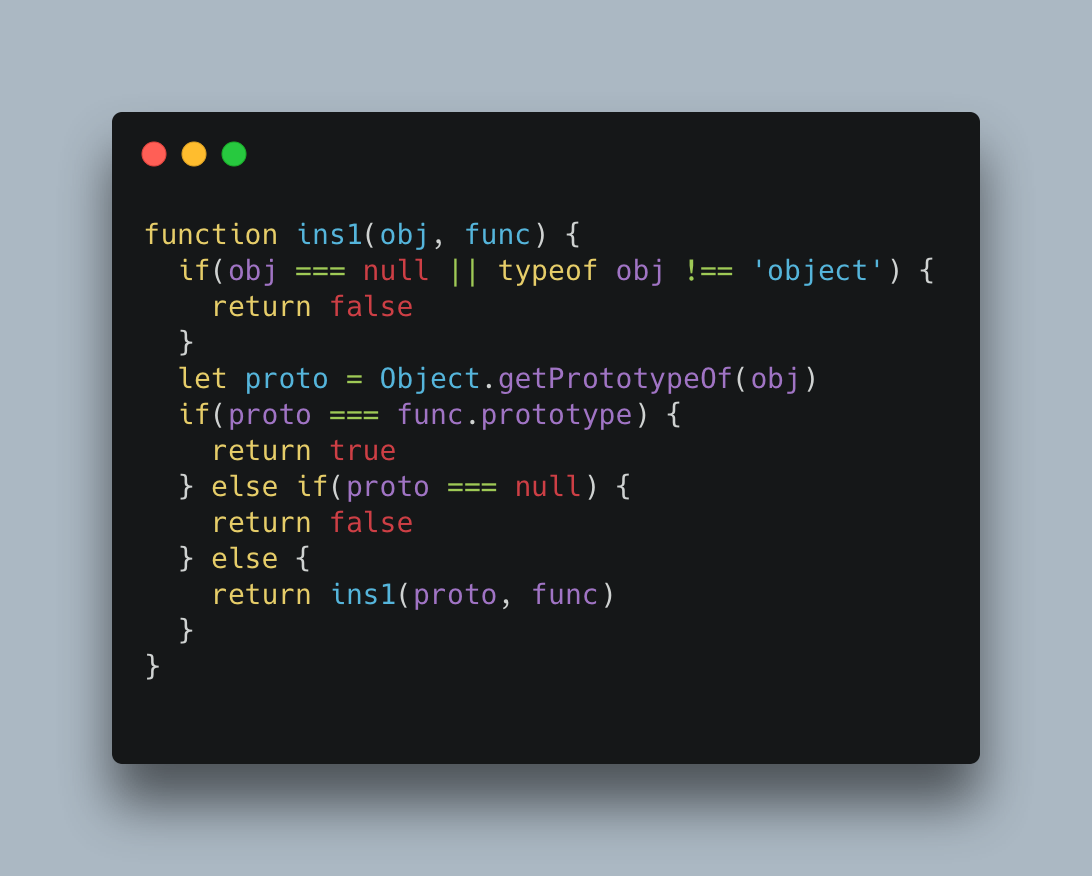 function ins1(obj, func) {
  if(obj === null || typeof obj !== 'object') {
    return false
  }
  let proto = Object.getPrototypeOf(obj)
  if(proto === func.prototype) {
    return true
  } else if(proto === null) {
    return false
  } else {
    return ins1(proto, func)
  }
}